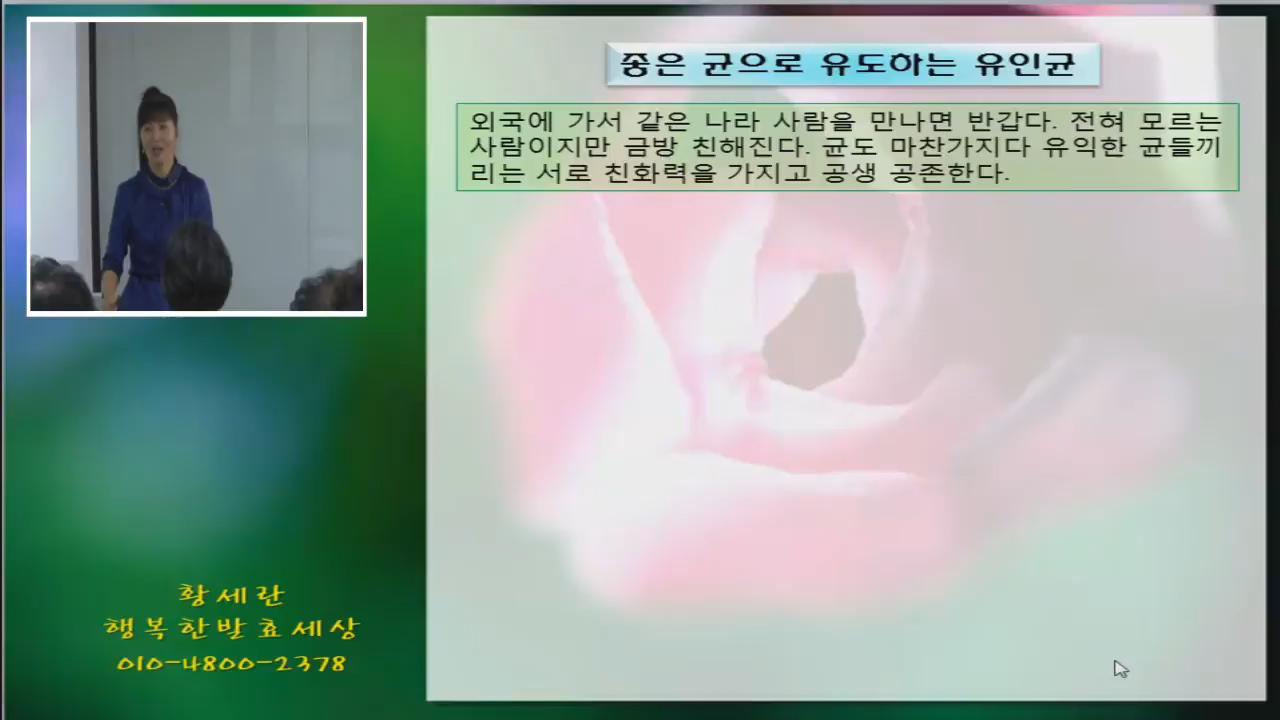 좋은 균으로 유도하는 유인균
외국에 가서 같은 나라 사람을 만나면 반갑다. 전혀 모르는
사람이지만 금방 친해진다. 균도 마찬가지다 유익한 균들끼
리는 서로 친화력을 가지고 공생 공존한다.
황세란
행복한발효세상
010-4800-2378